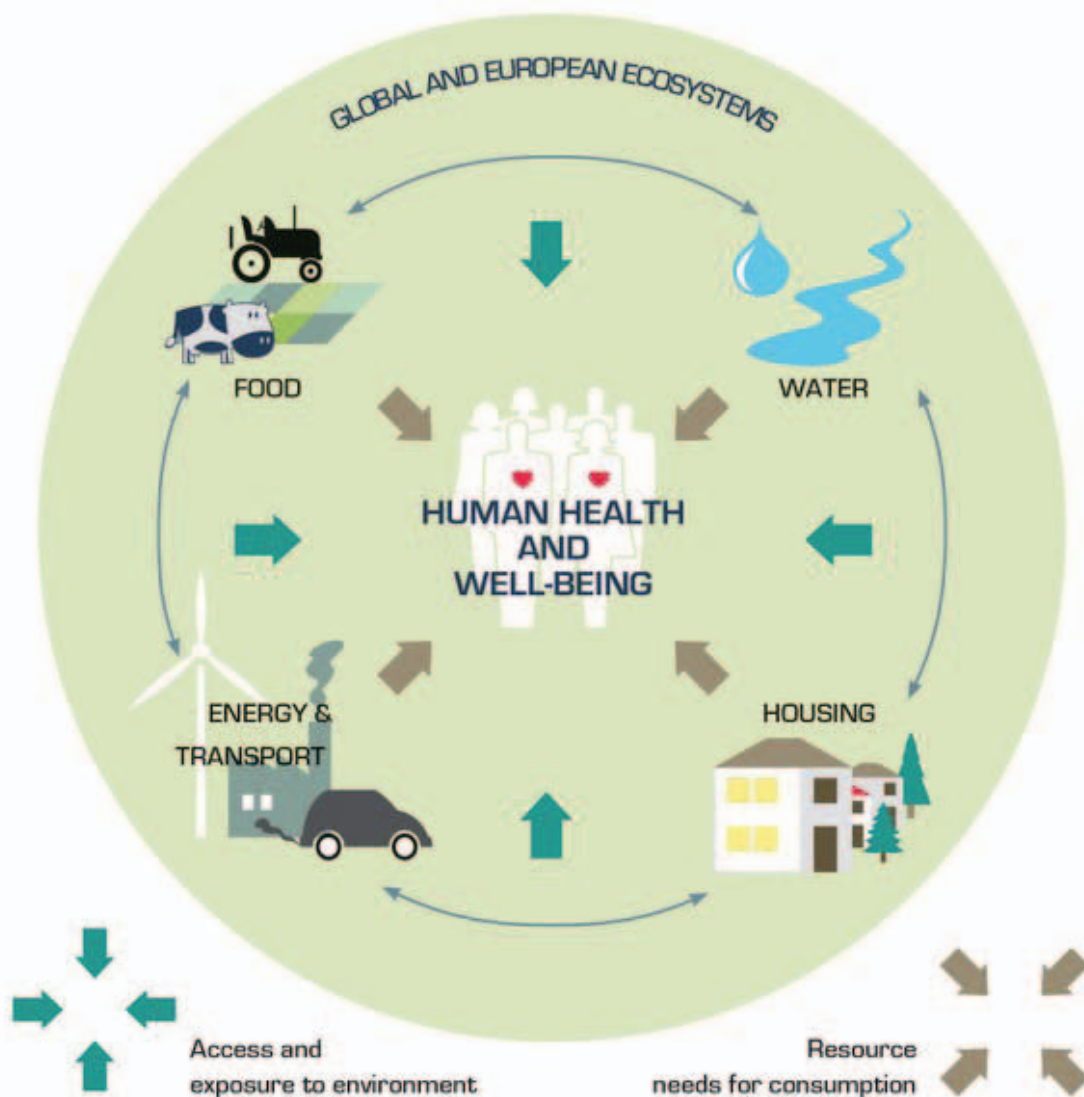 GLOBAL AND EUROPEAN ECOSYSTEMS
FOOD
WATER
HUMAN HEALTH
AND
WELL-BEING
ENERGY &
TRANSPORT
HOUSING
Access and
exposure to environment
Resource
needs for consumption